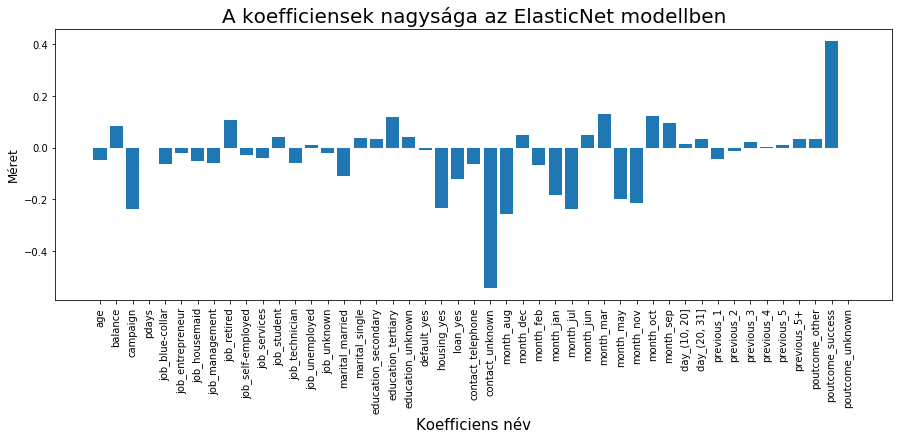 A koefficiensek nagysága az ElasticNet modellben
Méret
0.4
0.2
0.0
−0.2
−0.4
age
balance
campaign
pdays
job_blue-collar
job_entrepreneur
job_housemaid
job_management
job_retired
job_self-employed
job_services
job_student
job_technician
job_unemployed
job_unknown
marital_married
marital_single
education_secondary
education_tertiary
education_unknown
default_yes
housing_yes
loan_yes
contact_telephone
contact_unknown
month_aug
month_dec
month_feb
month_jan
month_jul
month_jun
month_mar
month_may
month_nov
month_oct
month_sep
day_(10, 20]
day_(20, 31]
previous_1
previous_2
previous_3
previous_4
previous_5
previous_5+
poutcome_other
poutcome_success
poutcome_unknown
Koefficiens név